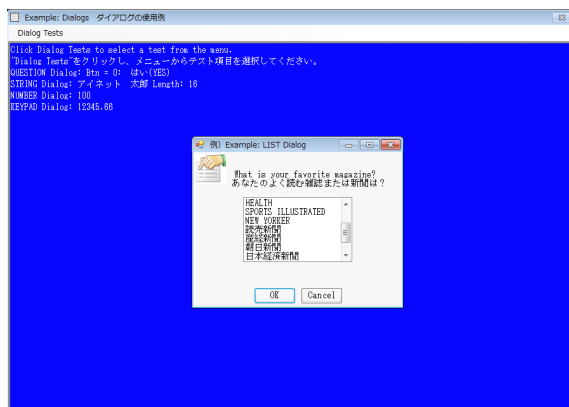 Example: Dialogs ダイアログの使用例
Dialog Tests
Click Dialog Tests to select a test from the menu.
"Dialog Tests"をクリックし、メニューからテスト項目を選択してください。
QUESTION Dialog: Btn = 0: はい(YES)
STRING Dialog: アイネット 太郎 Length: 16
NUMBER Dialog: 100
KEYPAD Dialog: 12345.66
例) Example: LIST Dialog
What is your favorite magazine?
あなたのよく読む雑誌または新聞は？
HEALTH
SPORTS ILLUSTRATED
NEW YORKER
読売新聞
産経新聞
朝日新聞
日本経済新聞
OK Cancel